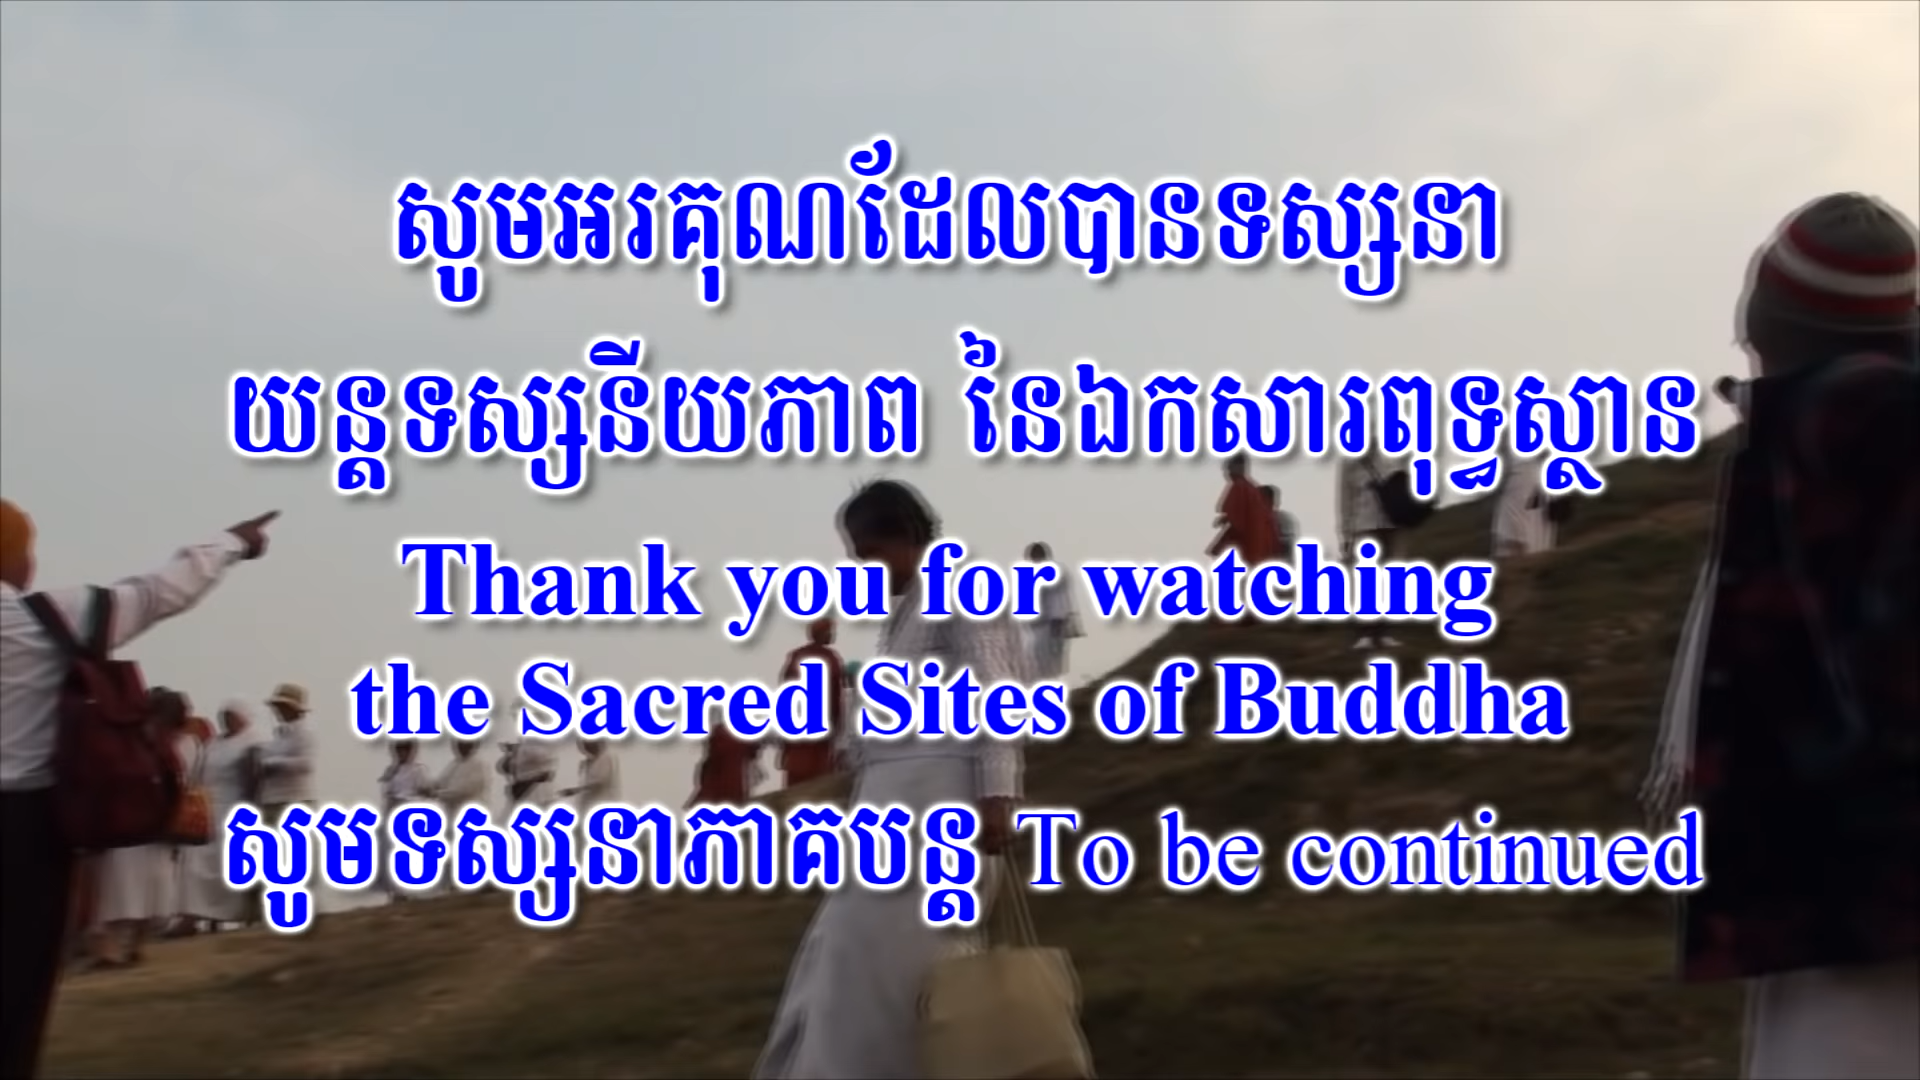 សូមអរគុណដែលបានទស្សនា
យន្តទស្សនីយភាព នៃឯកសារពុទ្ធស្ថាន
Thank you for watching
the Sacred Sites of Buddha
សូមទស្សនាភាគបន្ត To be continued